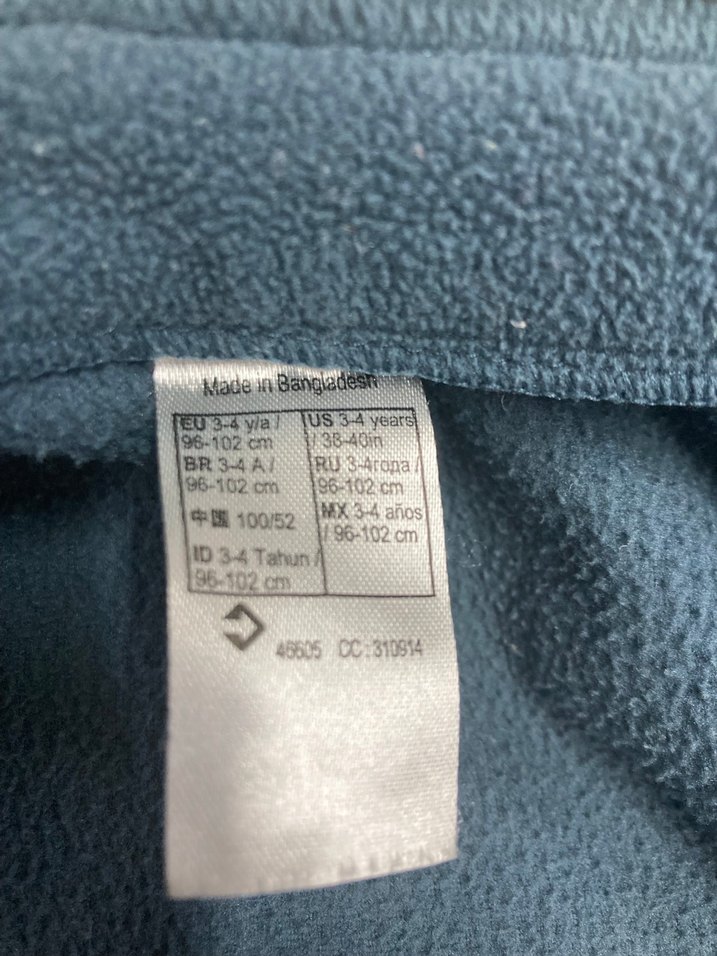 Made in Bangladesh
EU 3-4 y/a /
96-102 cm
BR 3-4 A /
96-102 cm
中国 100/52
ID 3-4 Tahun /
96-102 cm
US 3-4 years
/ 38-40in
RU 3-4года /
96-102 cm
MX 3-4 años
/ 96-102 cm
46605 CC:310914